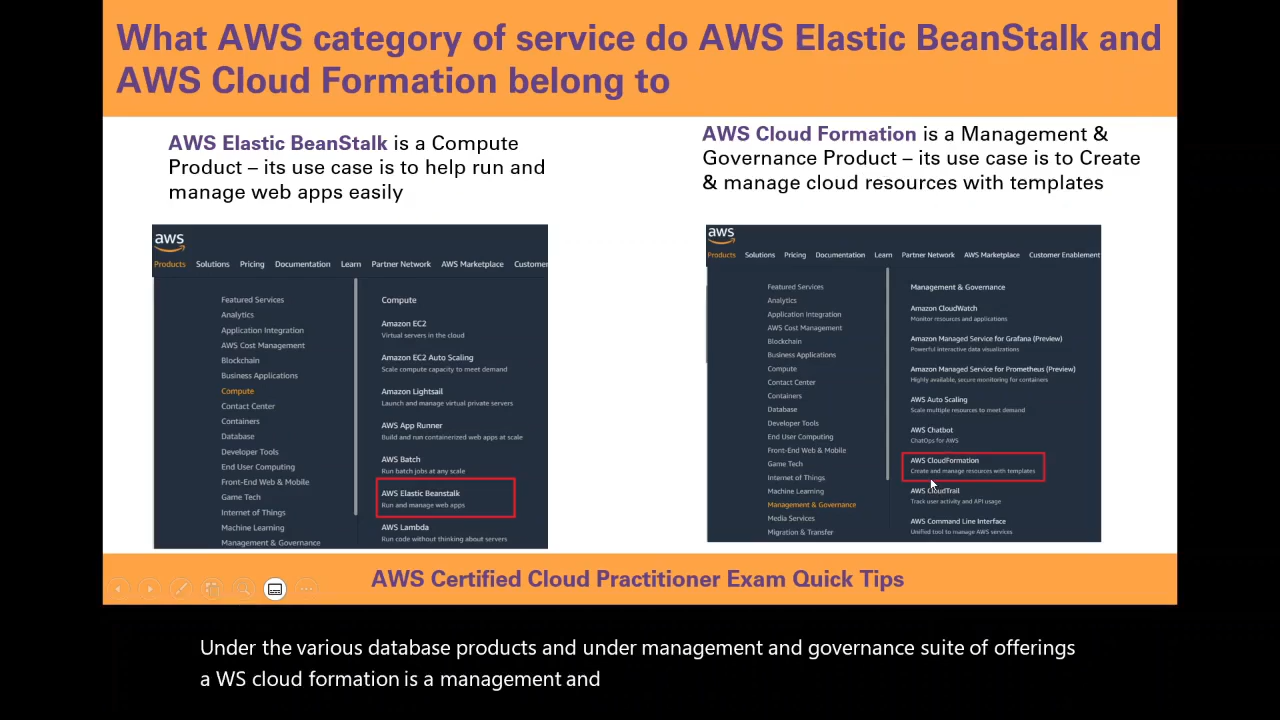 What AWS category of service do AWS Elastic BeanStalk and
AWS Cloud Formation belong to
AWS Elastic BeanStalk is a Compute
Product – its use case is to help run and
manage web apps easily
AWS Cloud Formation is a Management &
Governance Product – its use case is to Create
& manage cloud resources with templates
aws
Products Solutions Pricing Documentation Learn Partner Network AWS Marketplace Customer
Featured Services
Analytics
Application Integration
AWS Cost Management
Blockchain
Business Applications
Compute
Contact Center
Containers
Database
Developer Tools
End User Computing
Front-End Web & Mobile
Game Tech
Internet of Things
Machine Learning
Management & Governance
Compute
Amazon EC2
Virtual servers in the cloud
Amazon EC2 Auto Scaling
Scale compute capacity to meet demand
Amazon Lightsail
Launch and manage virtual private servers
AWS App Runner
Build and run containerized web apps at scale
AWS Batch
Run batch jobs at any scale
AWS Elastic Beanstalk
Run and manage web apps
AWS Lambda
Run code without thinking about servers
aws
Products Solutions Pricing Documentation Learn Partner Network AWS Marketplace Customer Enablement
Featured Services
Analytics
Application Integration
AWS Cost Management
Blockchain
Business Applications
Compute
Contact Center
Containers
Database
Developer Tools
End User Computing
Front-End Web & Mobile
Game Tech
Internet of Things
Machine Learning
Management & Governance
Media Services
Migration & Transfer
Management & Governance
Amazon CloudWatch
Monitor resources and applications
Amazon Managed Service for Grafana (Preview)
Powerful interactive data visualizations
Amazon Managed Service for Prometheus (Preview)
Highly available, secure monitoring for containers
AWS Auto Scaling
Scale multiple resources to meet demand
AWS Chatbot
ChatOps for AWS
AWS CloudFormation
Create and manage resources with templates
AWS CloudTrail
Track user activity and API usage
AWS Command Line Interface
Unified tool to manage AWS services
AWS Certified Cloud Practitioner Exam Quick Tips
Under the various database products and under management and governance suite of offerings
a WS cloud formation is a management and